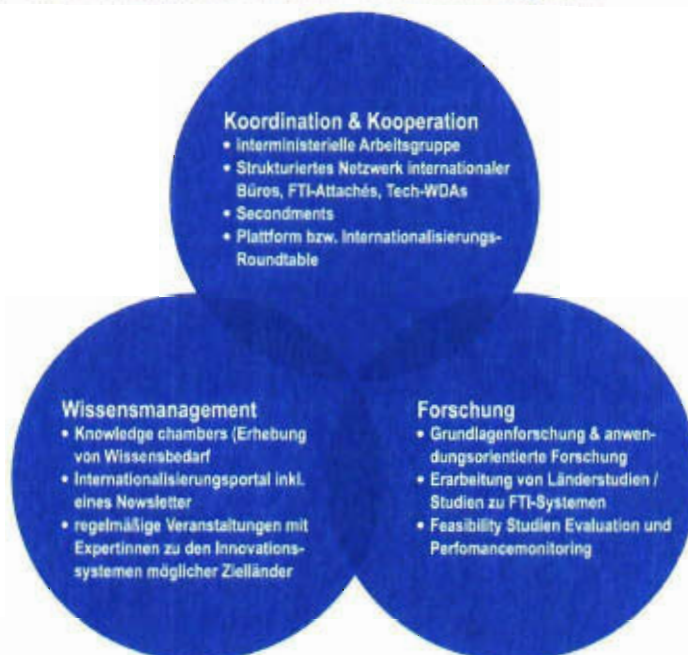 Koordination & Kooperation
• interministerielle Arbeitsgruppe
• Strukturiertes Netzwerk internationaler
Büros, FTI-Attachés, Tech-WDAs
• Secondments
• Plattform bzw. Internationalisierungs-
Roundtable
Wissensmanagement
• Knowledge chambers (Erhebung
von Wissensbedarf
• Internationalisierungsportal inkl.
eines Newsletter
• regelmäßige Veranstaltungen mit
Expertinnen zu den Innovations-
systemen möglicher Zielländer
Forschung
• Grundlagenforschung & anwen-
dungsorientierte Forschung
• Erarbeitung von Länderstudien /
Studien zu FTI-Systemen
• Feasibility Studien Evaluation und
Perfomancemonitoring